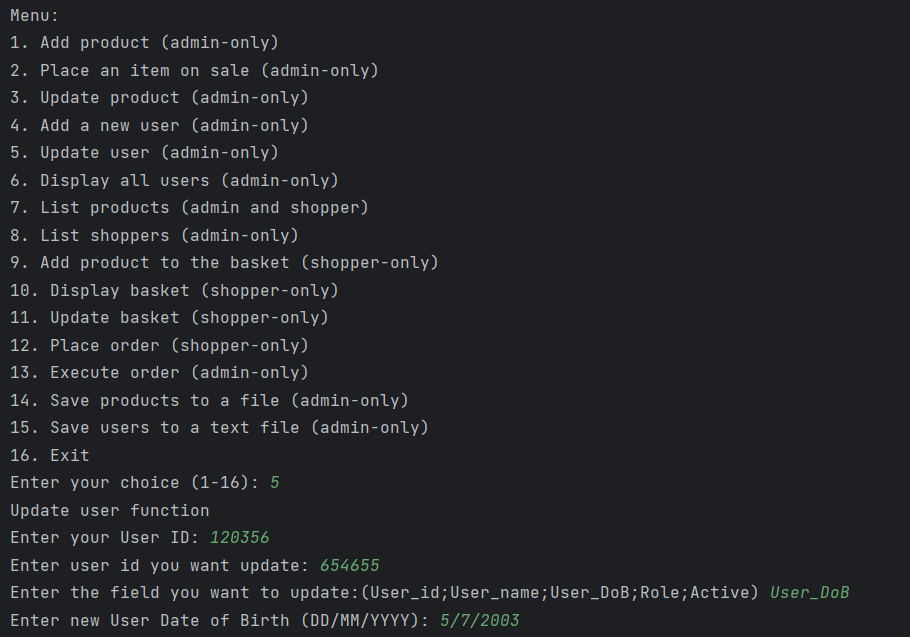 Menu:
1. Add product (admin-only)
2. Place an item on sale (admin-only)
3. Update product (admin-only)
4. Add a new user (admin-only)
5. Update user (admin-only)
6. Display all users (admin-only)
7. List products (admin and shopper)
8. List shoppers (admin-only)
9. Add product to the basket (shopper-only)
10. Display basket (shopper-only)
11. Update basket (shopper-only)
12. Place order (shopper-only)
13. Execute order (admin-only)
14. Save products to a file (admin-only)
15. Save users to a text file (admin-only)
16. Exit
Enter your choice (1-16): 5
Update user function
Enter your User ID: 120356
Enter user id you want update: 654655
Enter the field you want to update:(User_id;User_name;User_DoB;Role;Active) User_DoB
Enter new User Date of Birth (DD/MM/YYYY): 5/7/2003